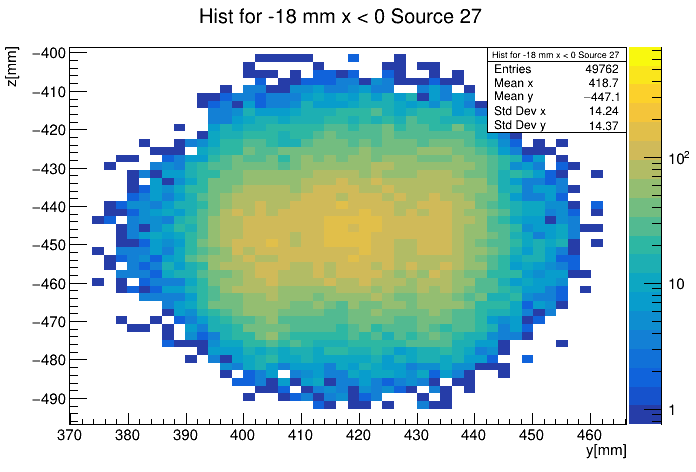 Hist for -18 mm x < 0 Source 27
z[mm]
−400
−410
−420
−430
−440
−450
−460
−470
−480
−490
370 380 390 400 410 420 430 440 450 460
y[mm]
Hist for -18 mm x < 0 Source 27
Entries 49762
Mean x 418.7
Mean y −447.1
Std Dev x 14.24
Std Dev y 14.37
10²
10
1